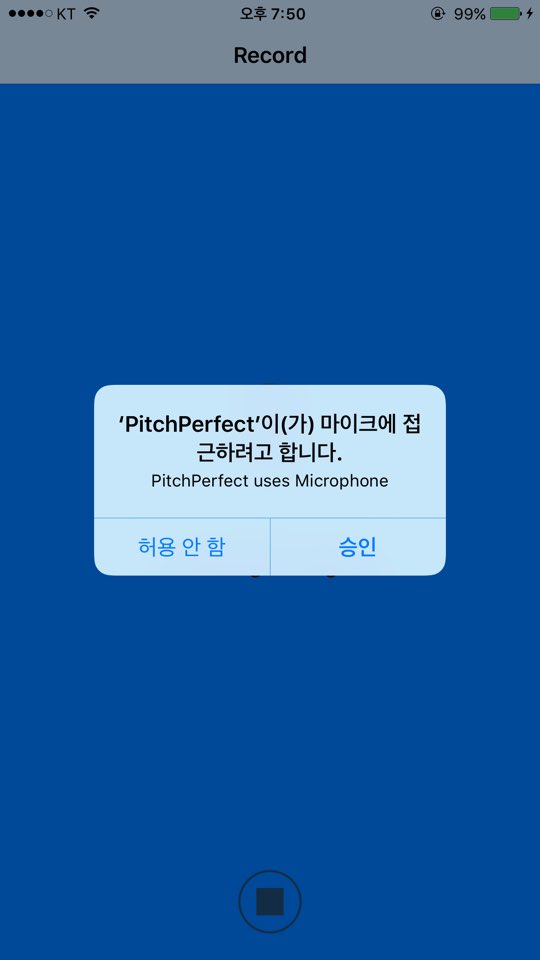 KT 오후 7:50 99%
Record
‘PitchPerfect’이(가) 마이크에 접
근하려고 합니다.
PitchPerfect uses Microphone
허용 안 함 승인